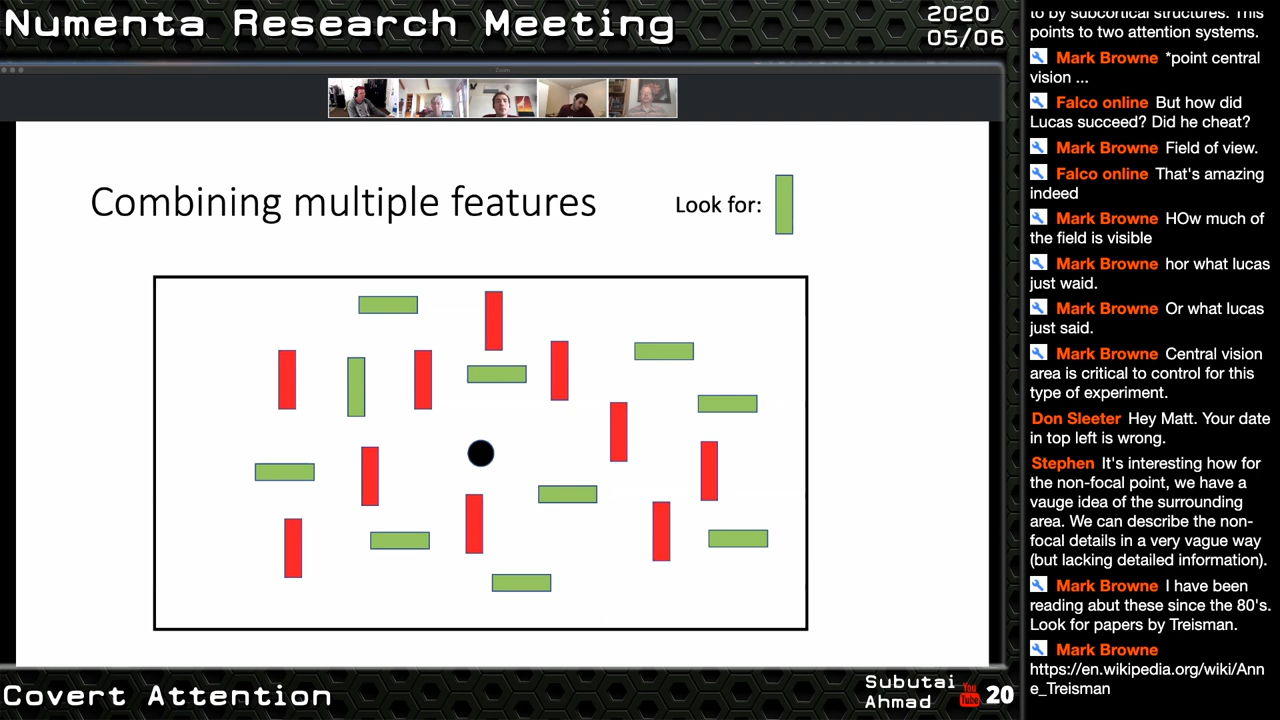 Numenta Research Meeting
2020
05/06
Zoom
Combining multiple features
Look for:
Covert Attention
Subutai
Ahmad
You
Tube
20
to by subcortical structures. This
points to two attention systems.
Mark Browne *point central
vision ...
Falco online But how did
Lucas succeed? Did he cheat?
Mark Browne Field of view.
Falco online That's amazing
indeed
Mark Browne HOw much of
the field is visible
Mark Browne hor what lucas
just waid.
Mark Browne Or what lucas
just said.
Mark Browne Central vision
area is critical to control for this
type of experiment.
Don Sleeter Hey Matt. Your date
in top left is wrong.
Stephen It's interesting how for
the non-focal point, we have a
vauge idea of the surrounding
area. We can describe the non-
focal details in a very vague way
(but lacking detailed information).
Mark Browne I have been
reading abut these since the 80's.
Look for papers by Treisman.
Mark Browne
https://en.wikipedia.org/wiki/Ann
e_Treisman